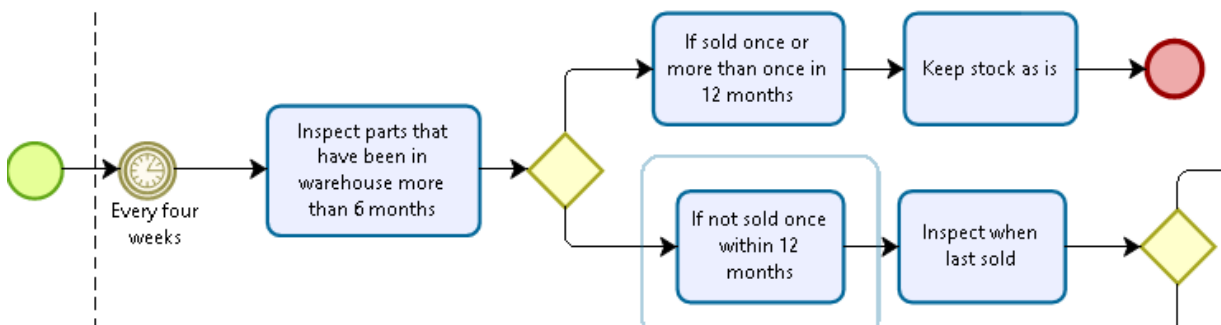 If sold once or
more than once in
12 months
Keep stock as is
Inspect parts that
have been in
warehouse more
than 6 months
Every four
weeks
If not sold once
within 12
months
Inspect when
last sold